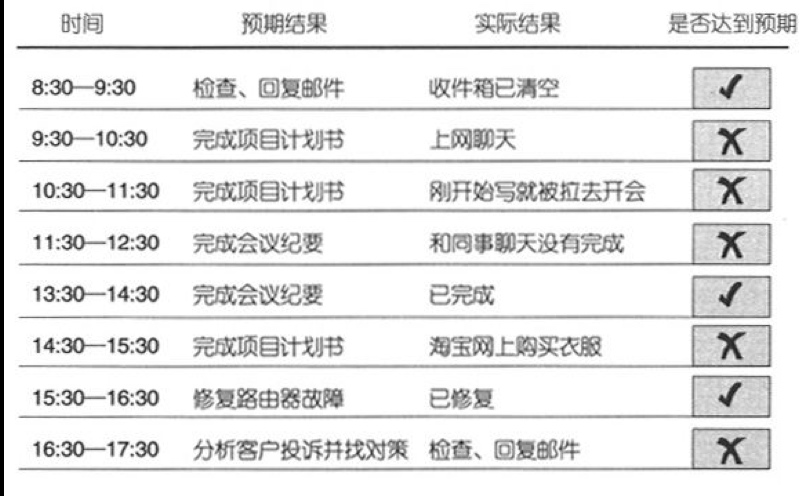 时间 预期结果 实际结果 是否达到预期
8:30—9:30 检查、回复邮件 收件箱已清空 ✓
9:30—10:30 完成项目计划书 上网聊天 ✗
10:30—11:30 完成项目计划书 刚开始写就被拉去开会 ✗
11:30—12:30 完成会议纪要 和同事聊天没有完成 ✗
13:30—14:30 完成会议纪要 已完成 ✓
14:30—15:30 完成项目计划书 淘宝网上购买衣服 ✗
15:30—16:30 修复路由器故障 已修复 ✓
16:30—17:30 分析客户投诉并找对策 检查、回复邮件 ✗